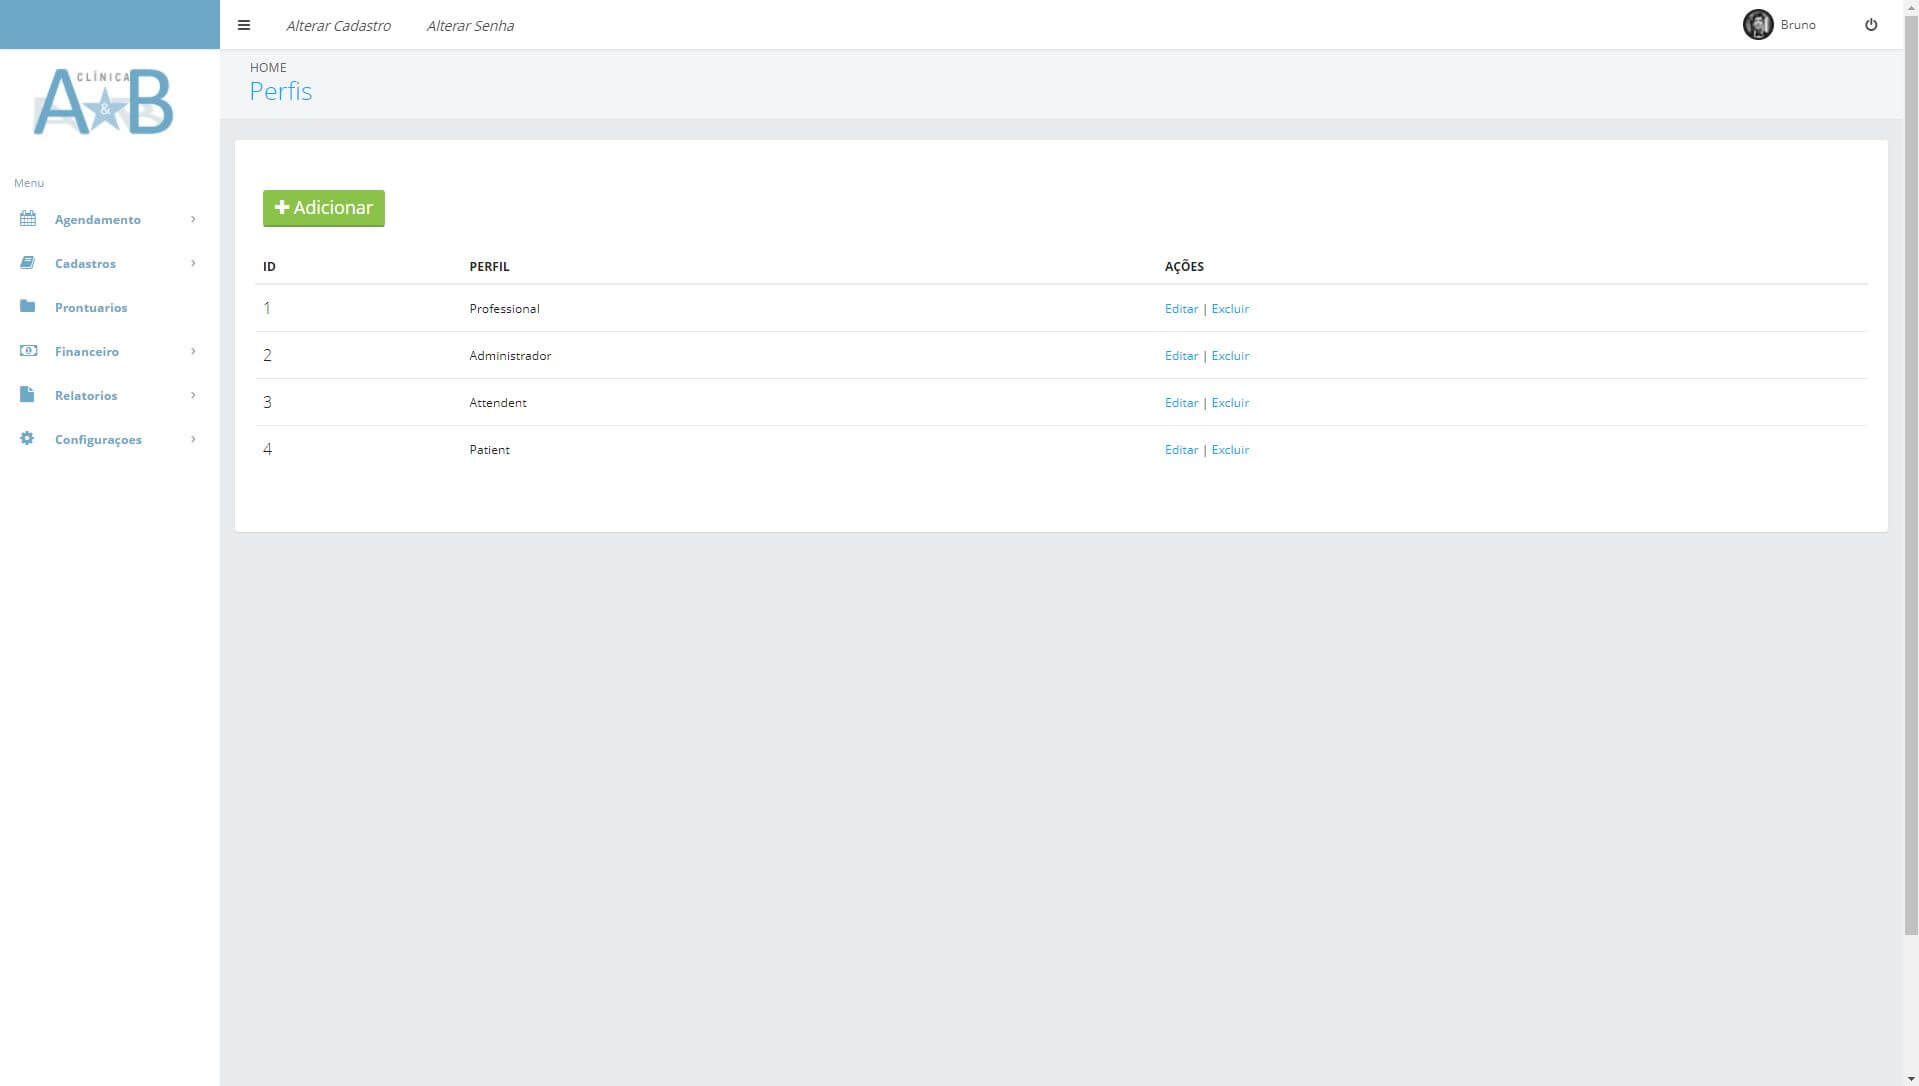 Alterar Cadastro Alterar Senha Bruno
CLÍNICA
A & B
HOME
Perfis
Menu
Agendamento
Cadastros
Prontuarios
Financeiro
Relatorios
Configuraçoes
Adicionar
ID PERFIL AÇÕES
1 Professional Editar | Excluir
2 Administrador Editar | Excluir
3 Attendent Editar | Excluir
4 Patient Editar | Excluir